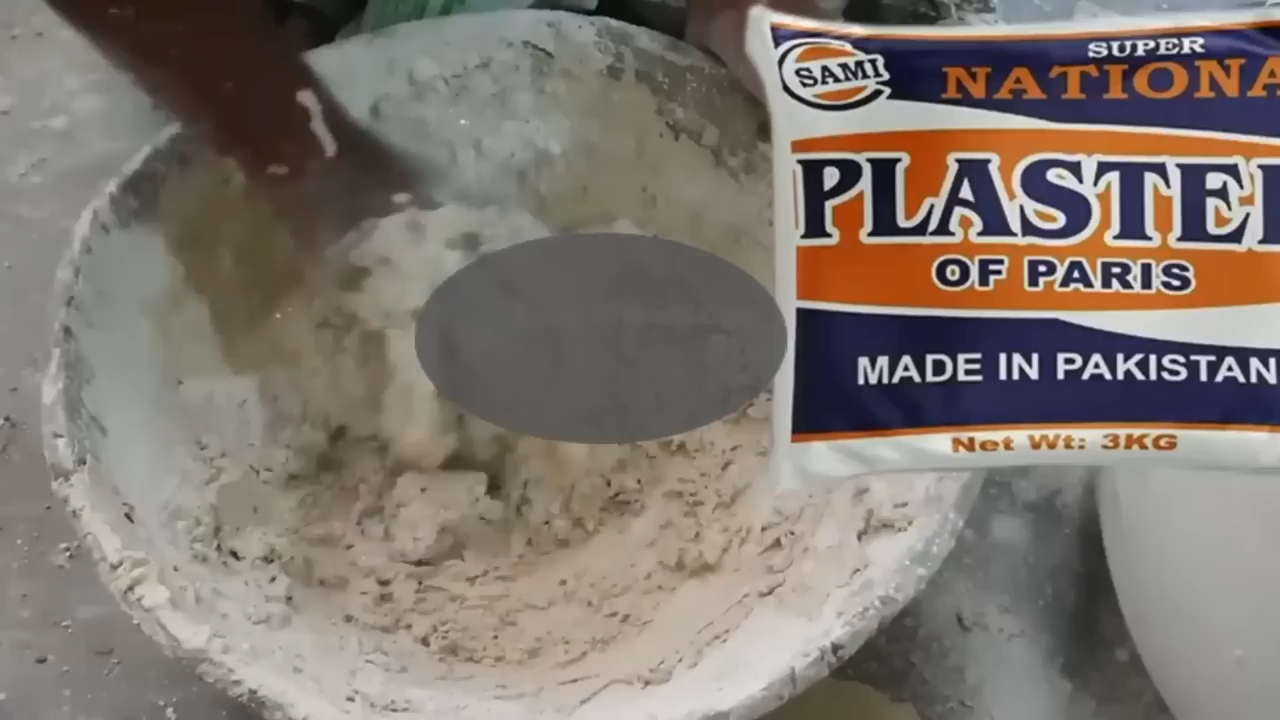 SAMI
SUPER
NATIONA
PLASTE
OF PARIS
MADE IN PAKISTAN
Net Wt: 3KG